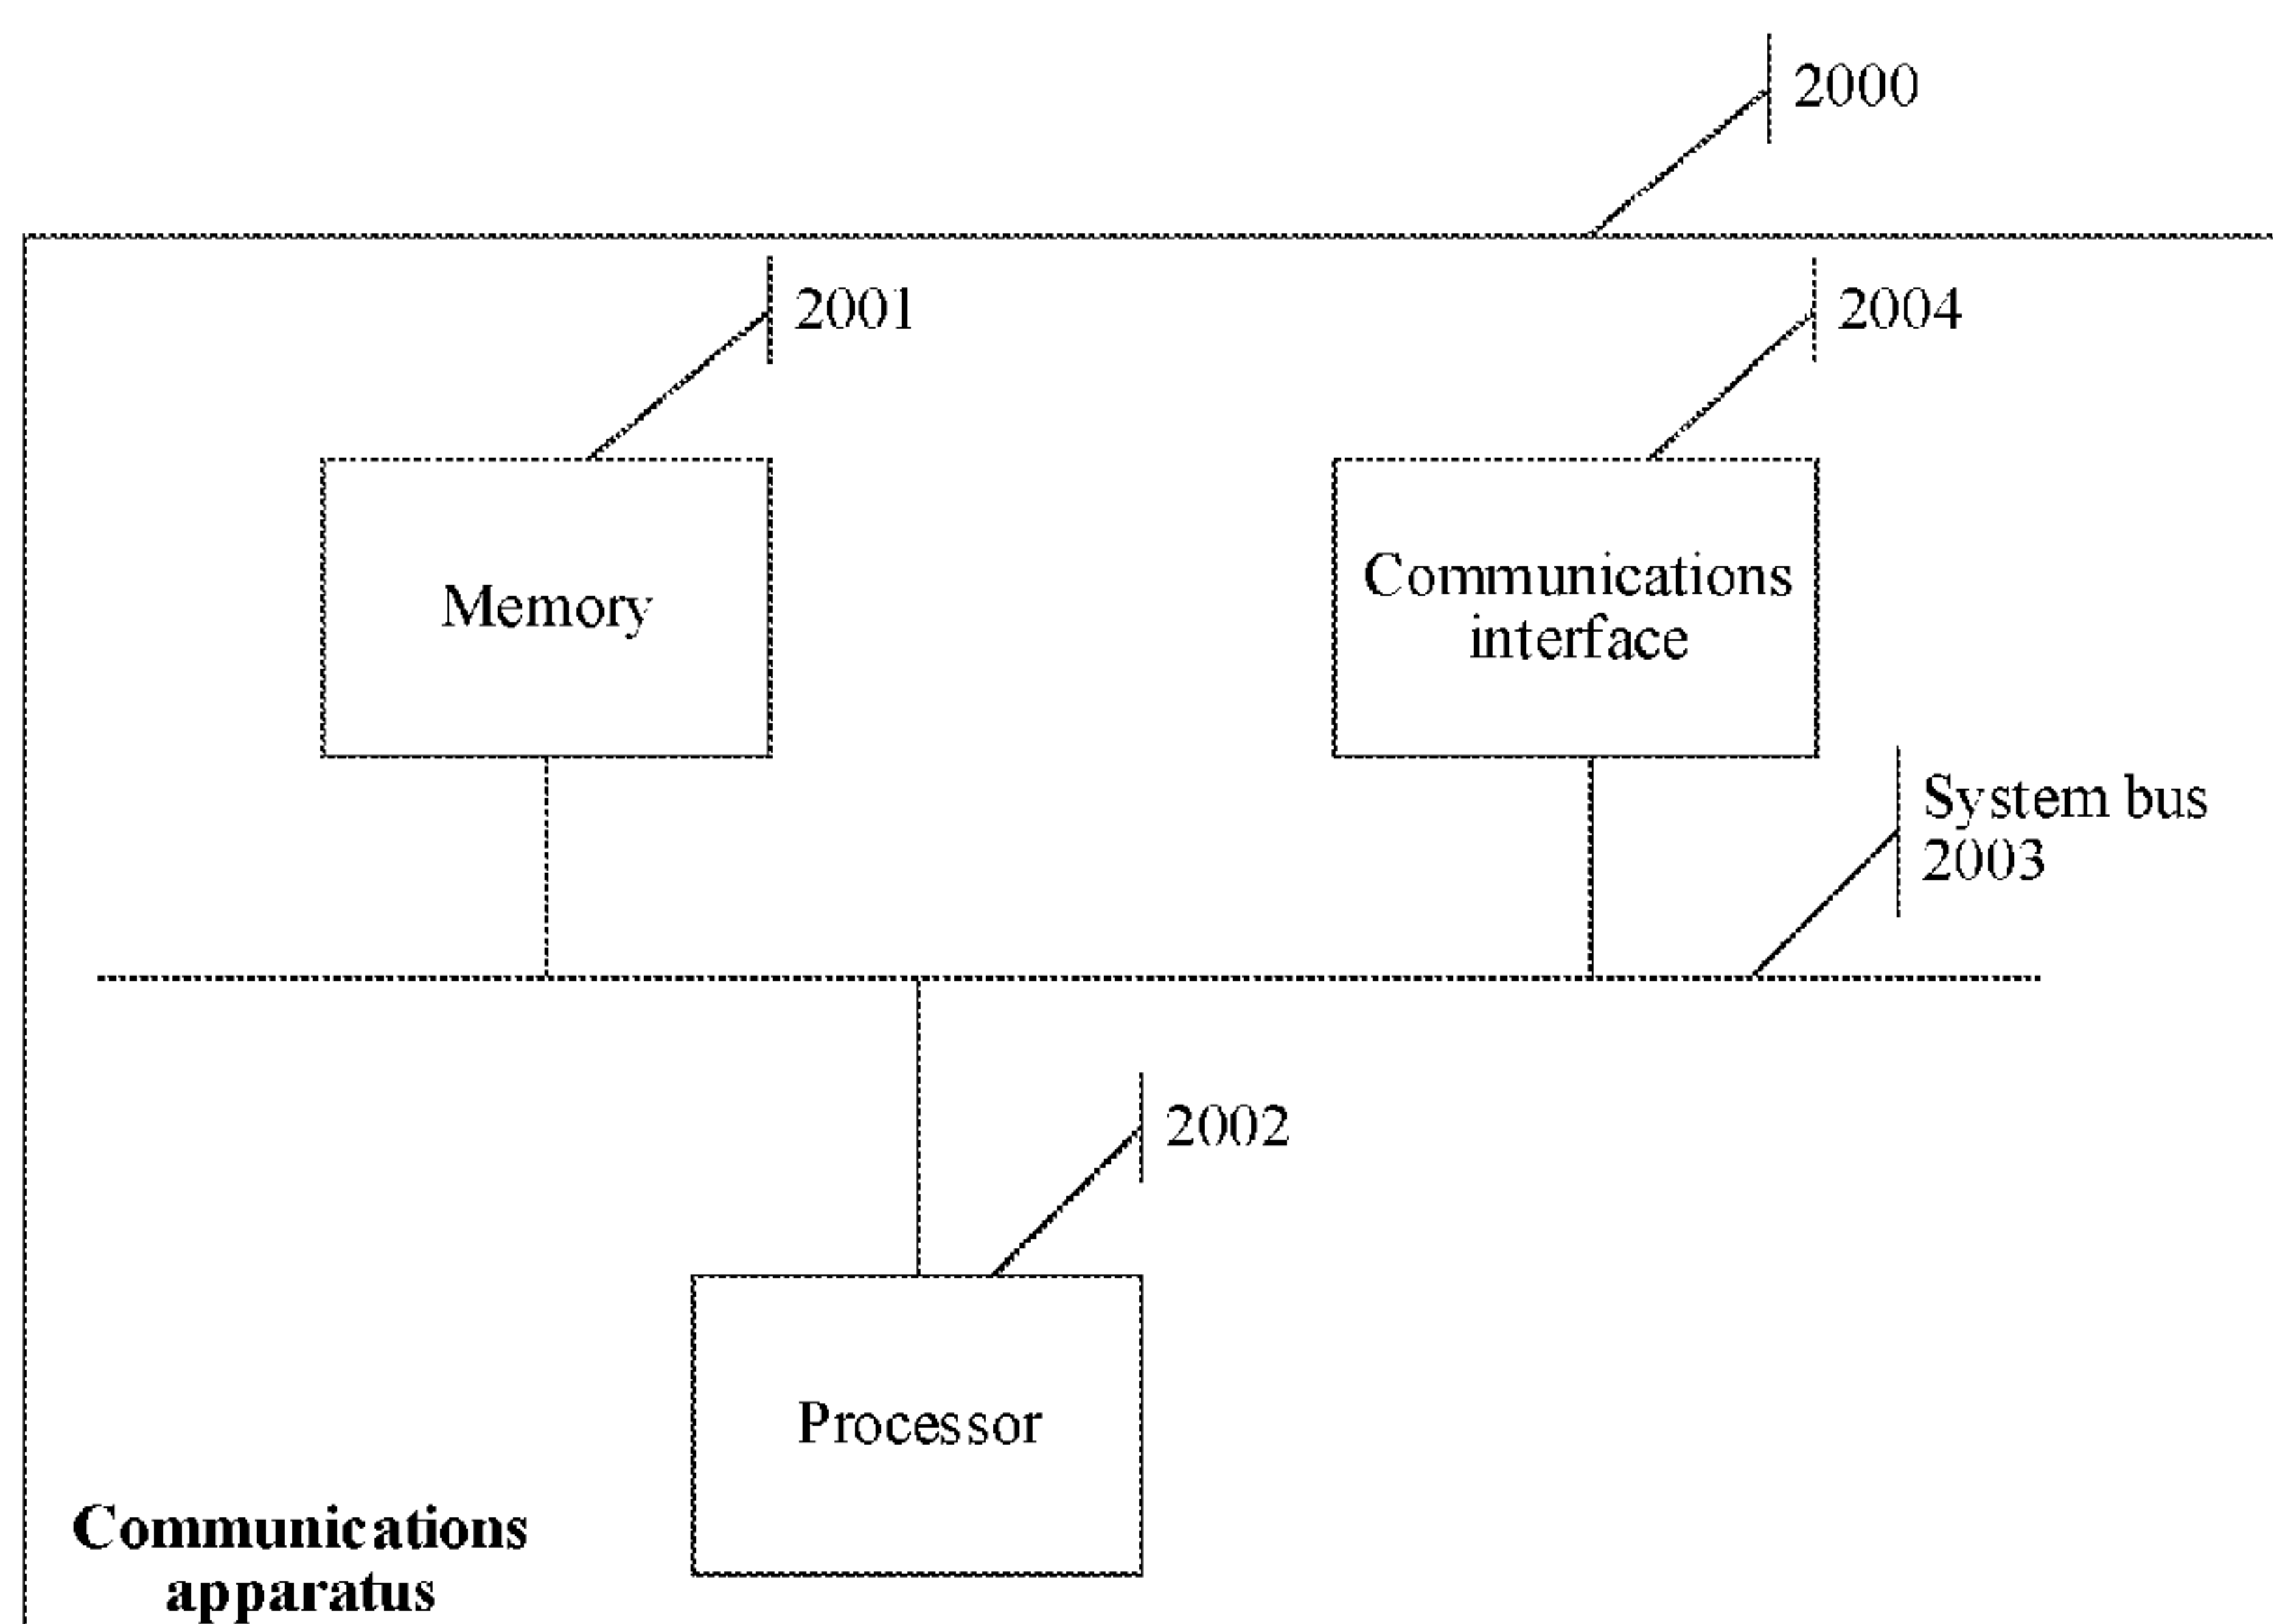 2000
2001
2004
Memory
Communications
interface
System bus
2003
2002
Processor
Communications
apparatus